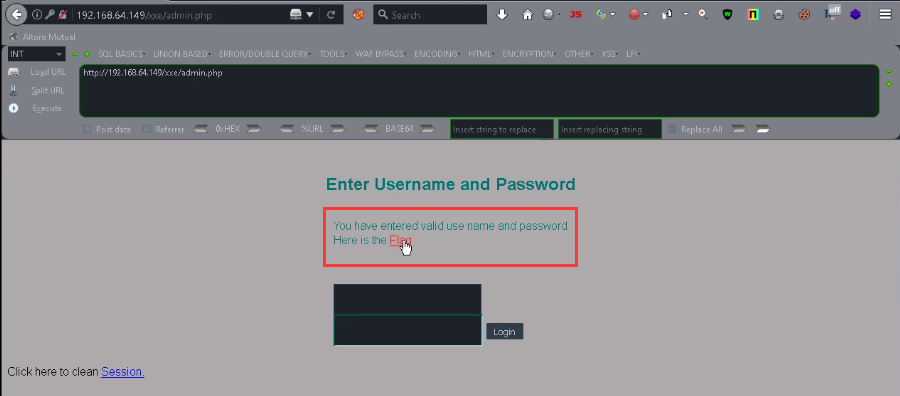 192.168.64.149/xxe/admin.php
Search
JS
off
Altoro Mutual
INT
SQL BASICS UNION BASED ERROR/DOUBLE QUERY TOOLS WAF BYPASS ENCODING HTML ENCRYPTION OTHER XSS LFI
Load URL
http://192.168.64.149/xxe/admin.php
Split URL
Execute
Post data Referrer 0xHEX %URL BASE64 Insert string to replace Insert replacing string Replace All
Enter Username and Password
You have entered valid use name and password
Here is the Flag
Login
Click here to clean Session.